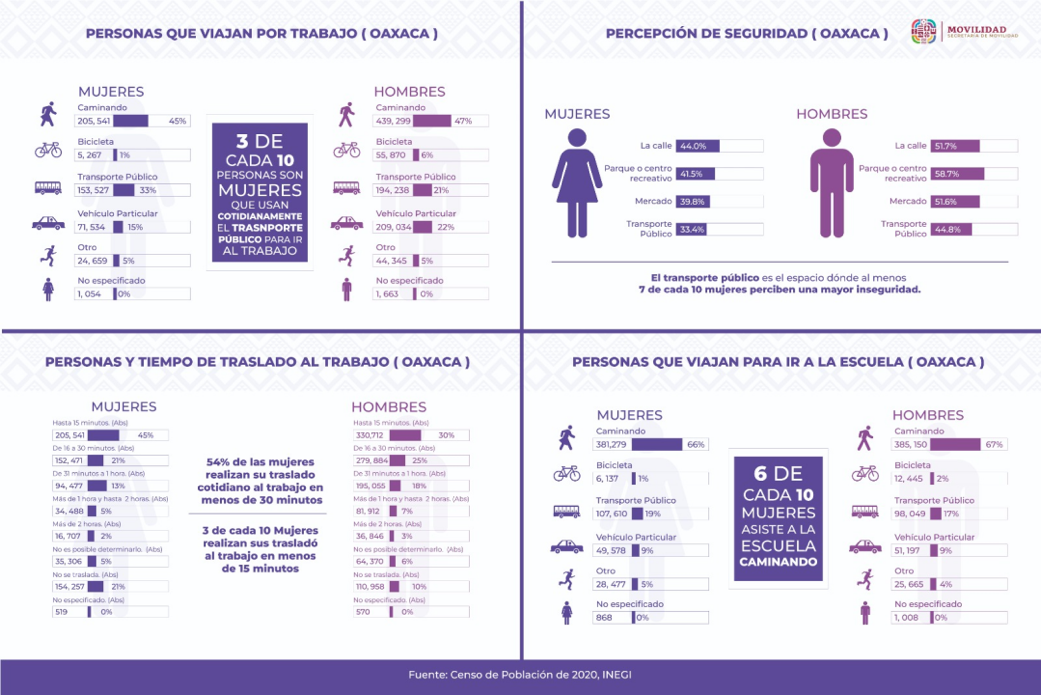 PERSONAS QUE VIAJAN POR TRABAJO ( OAXACA )
MUJERES
Caminando
205, 541 45%
Bicicleta
5, 267 1%
Transporte Público
153, 527 33%
Vehículo Particular
71, 534 15%
Otro
24, 659 5%
No especificado
1, 054 0%
3 DE
CADA 10
PERSONAS SON
MUJERES
QUE USAN
COTIDIANAMENTE
EL TRASNPORTE
PÚBLICO PARA IR
AL TRABAJO
HOMBRES
Caminando
439, 299 47%
Bicicleta
55, 870 6%
Transporte Público
194, 238 21%
Vehículo Particular
209, 034 22%
Otro
44, 345 5%
No especificado
1, 663 0%
PERCEPCIÓN DE SEGURIDAD ( OAXACA )
MOVILIDAD
SECRETARÍA DE MOVILIDAD
MUJERES
La calle 44.0%
Parque o centro
recreativo 41.5%
Mercado 39.8%
Transporte
Público 33.4%
HOMBRES
La calle 51.7%
Parque o centro
recreativo 58.7%
Mercado 51.6%
Transporte
Público 44.8%
El transporte público es el espacio dónde al menos
7 de cada 10 mujeres perciben una mayor inseguridad.
PERSONAS Y TIEMPO DE TRASLADO AL TRABAJO ( OAXACA )
MUJERES
Hasta 15 minutos. (Abs)
205, 541 45%
De 16 a 30 minutos. (Abs)
152, 471 21%
De 31 minutos a 1 hora. (Abs)
94, 477 13%
Más de 1 hora y hasta 2 horas. (Abs)
34, 488 5%
Más de 2 horas. (Abs)
16, 707 2%
No es posible determinarlo. (Abs)
35, 306 5%
No se traslada. (Abs)
154, 257 21%
No especificado. (Abs)
519 0%
54% de las mujeres
realizan su traslado
cotidiano al trabajo en
menos de 30 minutos
3 de cada 10 Mujeres
realizan sus trasladó
al trabajo en menos
de 15 minutos
HOMBRES
Hasta 15 minutos. (Abs)
330,712 30%
De 16 a 30 minutos. (Abs)
279, 884 25%
De 31 minutos a 1 hora. (Abs)
195, 055 18%
Más de 1 hora y hasta 2 horas. (Abs)
81, 912 7%
Más de 2 horas. (Abs)
36, 846 3%
No es posible determinarlo. (Abs)
64, 370 6%
No se traslada. (Abs)
110, 958 10%
No especificado. (Abs)
570 0%
PERSONAS QUE VIAJAN PARA IR A LA ESCUELA ( OAXACA )
MUJERES
Caminando
381,279 66%
Bicicleta
6, 137 1%
Transporte Público
107, 610 19%
Vehículo Particular
49, 578 9%
Otro
28, 477 5%
No especificado
868 0%
6 DE
CADA 10
MUJERES
ASISTE A LA
ESCUELA
CAMINANDO
HOMBRES
Caminando
385, 150 67%
Bicicleta
12, 445 2%
Transporte Público
98, 049 17%
Vehículo Particular
51, 197 9%
Otro
25, 665 4%
No especificado
1, 008 0%
Fuente: Censo de Población de 2020, INEGI